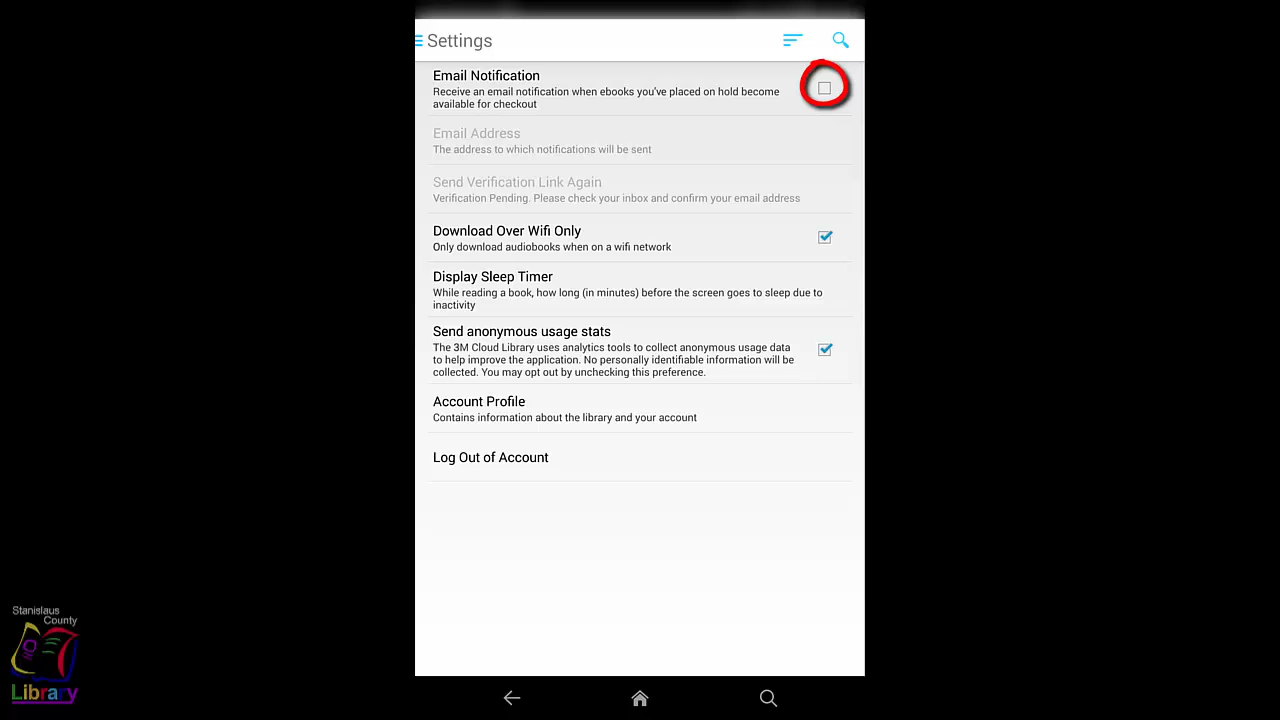 Settings
Email Notification
Receive an email notification when ebooks you've placed on hold become
available for checkout
Email Address
The address to which notifications will be sent
Send Verification Link Again
Verification Pending. Please check your inbox and confirm your email address
Download Over Wifi Only
Only download audiobooks when on a wifi network
Display Sleep Timer
While reading a book, how long (in minutes) before the screen goes to sleep due to
inactivity
Send anonymous usage stats
The 3M Cloud Library uses analytics tools to collect anonymous usage data
to help improve the application. No personally identifiable information will be
collected. You may opt out by unchecking this preference.
Account Profile
Contains information about the library and your account
Log Out of Account
Stanislaus
County
Library